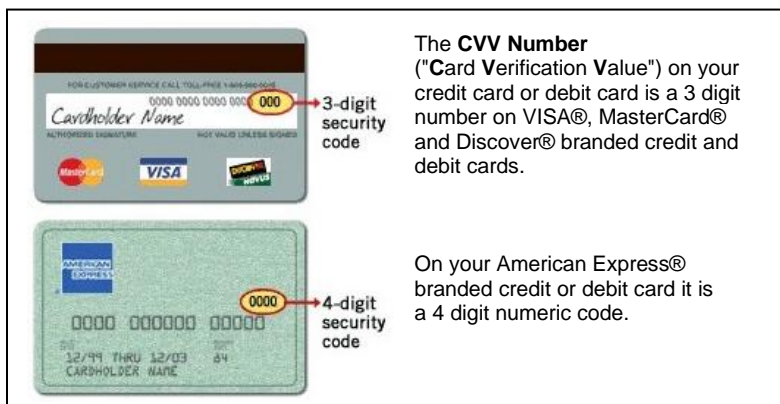 FOR CUSTOMER SERVICE CALL TOLL-FREE
0000 0000 0000 000 000
Cardholder Name
AUTHORIZED SIGNATURE NOT VALID UNLESS SIGNED
MasterCard VISA DISCOVER NOVUS
3-digit
security
code
The CVV Number
("Card Verification Value") on your
credit card or debit card is a 3 digit
number on VISA®, MasterCard®
and Discover® branded credit and
debit cards.
AMERICAN
EXPRESS
0000
0000 000000 00000
12/99 THRU 12/03
CARDHOLDER NAME
4-digit
security
code
On your American Express®
branded credit or debit card it is
a 4 digit numeric code.